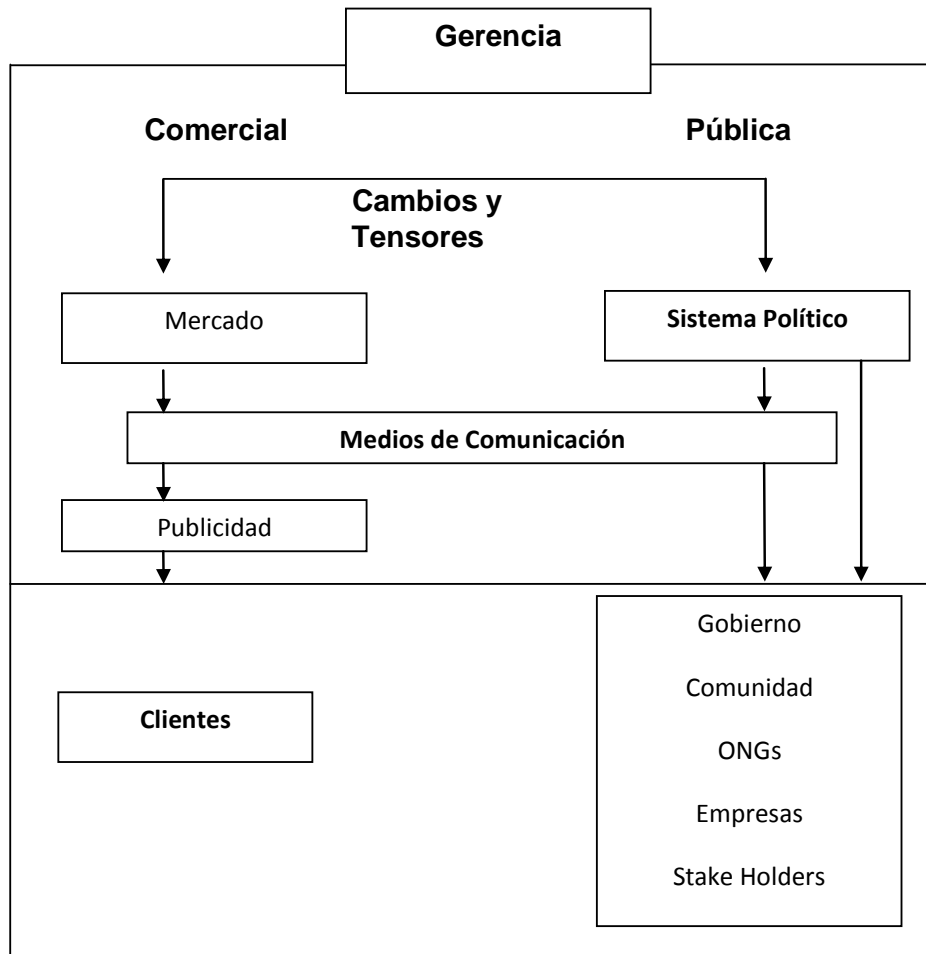 Gerencia
Comercial
Pública
Cambios y
Tensores
Mercado
Sistema Político
Medios de Comunicación
Publicidad
Gobierno
Comunidad
Clientes
ONGs
Empresas
Stake Holders